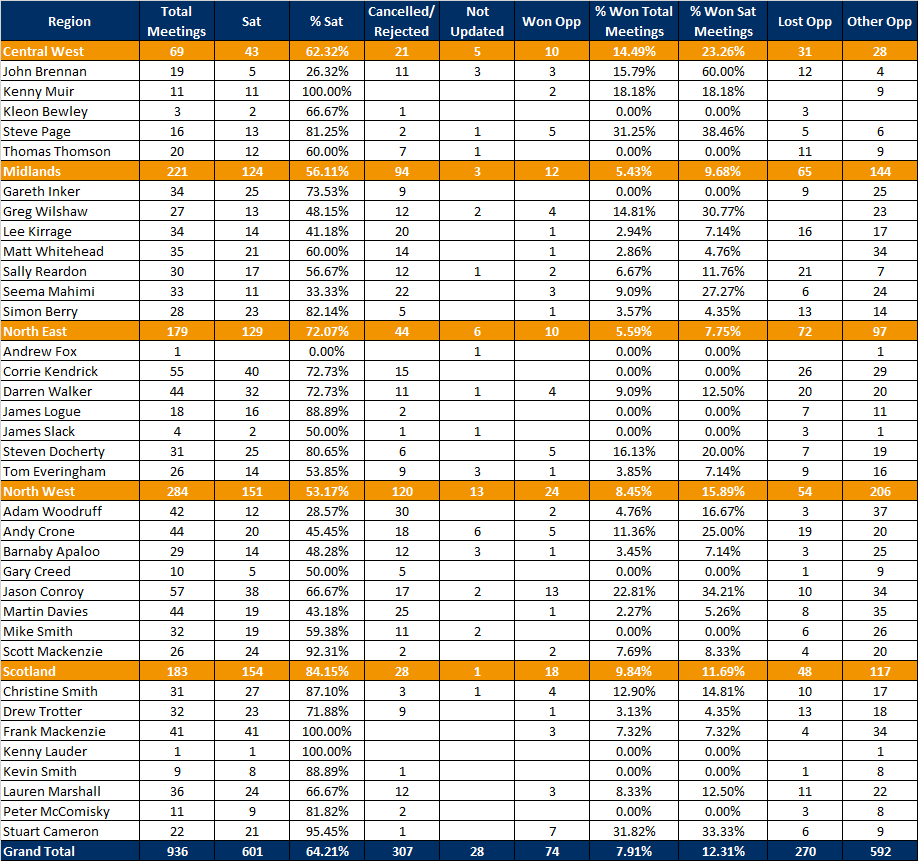 Region Total Meetings Sat % Sat Cancelled/ Rejected Not Updated Won Opp % Won Total Meetings % Won Sat Meetings Lost Opp Other Opp
Central West 69 43 62.32% 21 5 10 14.49% 23.26% 31 28
John Brennan 19 5 26.32% 11 3 3 15.79% 60.00% 12 4
Kenny Muir 11 11 100.00% 2 18.18% 18.18% 9
Kleon Bewley 3 2 66.67% 1 0.00% 0.00% 3
Steve Page 16 13 81.25% 2 1 5 31.25% 38.46% 5 6
Thomas Thomson 20 12 60.00% 7 1 0.00% 0.00% 11 9
Midlands 221 124 56.11% 94 3 12 5.43% 9.68% 65 144
Gareth Inker 34 25 73.53% 9 0.00% 0.00% 9 25
Greg Wilshaw 27 13 48.15% 12 2 4 14.81% 30.77% 23
Lee Kirrage 34 14 41.18% 20 1 2.94% 7.14% 16 17
Matt Whitehead 35 21 60.00% 14 1 2.86% 4.76% 34
Sally Reardon 30 17 56.67% 12 1 2 6.67% 11.76% 21 7
Seema Mahimi 33 11 33.33% 22 3 9.09% 27.27% 6 24
Simon Berry 28 23 82.14% 5 1 3.57% 4.35% 13 14
North East 179 129 72.07% 44 6 10 5.59% 7.75% 72 97
Andrew Fox 1 0.00% 1 0.00% 0.00% 1
Corrie Kendrick 55 40 72.73% 15 0.00% 0.00% 26 29
Darren Walker 44 32 72.73% 11 1 4 9.09% 12.50% 20 20
James Logue 18 16 88.89% 2 0.00% 0.00% 7 11
James Slack 4 2 50.00% 1 1 0.00% 0.00% 3 1
Steven Docherty 31 25 80.65% 6 5 16.13% 20.00% 7 19
Tom Everingham 26 14 53.85% 9 3 1 3.85% 7.14% 9 16
North West 284 151 53.17% 120 13 24 8.45% 15.89% 54 206
Adam Woodruff 42 12 28.57% 30 2 4.76% 16.67% 3 37
Andy Crone 44 20 45.45% 18 6 5 11.36% 25.00% 19 20
Barnaby Apaloo 29 14 48.28% 12 3 1 3.45% 7.14% 3 25
Gary Creed 10 5 50.00% 5 0.00% 0.00% 1 9
Jason Conroy 57 38 66.67% 17 2 13 22.81% 34.21% 10 34
Martin Davies 44 19 43.18% 25 1 2.27% 5.26% 8 35
Mike Smith 32 19 59.38% 11 2 0.00% 0.00% 6 26
Scott Mackenzie 26 24 92.31% 2 2 7.69% 8.33% 4 20
Scotland 183 154 84.15% 28 1 18 9.84% 11.69% 48 117
Christine Smith 31 27 87.10% 3 1 4 12.90% 14.81% 10 17
Drew Trotter 32 23 71.88% 9 1 3.13% 4.35% 13 18
Frank Mackenzie 41 41 100.00% 3 7.32% 7.32% 4 34
Kenny Lauder 1 1 100.00% 0.00% 0.00% 1
Kevin Smith 9 8 88.89% 1 0.00% 0.00% 1 8
Lauren Marshall 36 24 66.67% 12 3 8.33% 12.50% 11 22
Peter McComisky 11 9 81.82% 2 0.00% 0.00% 3 8
Stuart Cameron 22 21 95.45% 1 7 31.82% 33.33% 6 9
Grand Total 936 601 64.21% 307 28 74 7.91% 12.31% 270 592